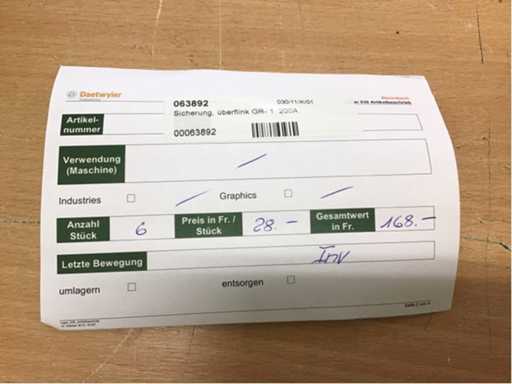 Daetwyler
063892 030/11/K/01
Sicherung, überflink GR- 1 200A
Artikel-
nummer
00063892
Verwendung
(Maschine)
Industries Graphics
Anzahl
Stück
6
Preis in Fr. /
Stück
28.-
Gesamtwert
in Fr.
168.-
Letzte Bewegung
Inv
umlagern entsorgen